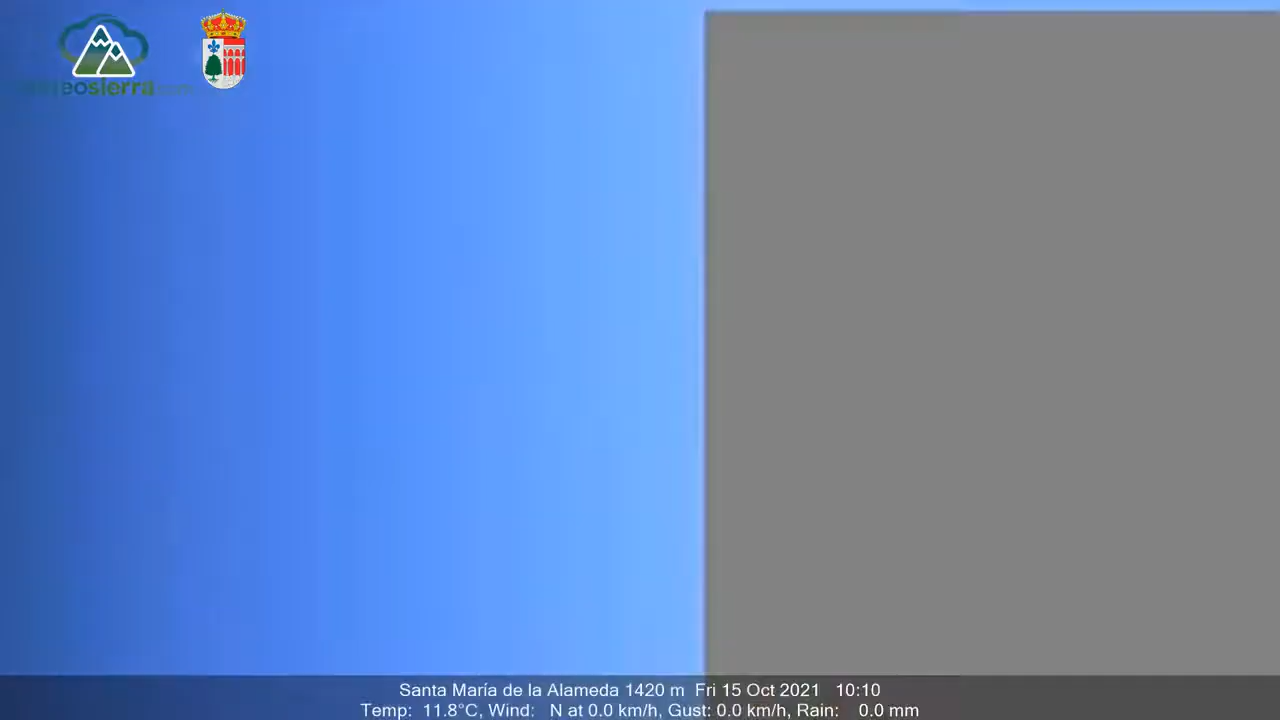 meteosierra.com
Santa María de la Alameda 1420 m Fri 15 Oct 2021 10:10
Temp: 11.8°C, Wind: N at 0.0 km/h, Gust: 0.0 km/h, Rain: 0.0 mm